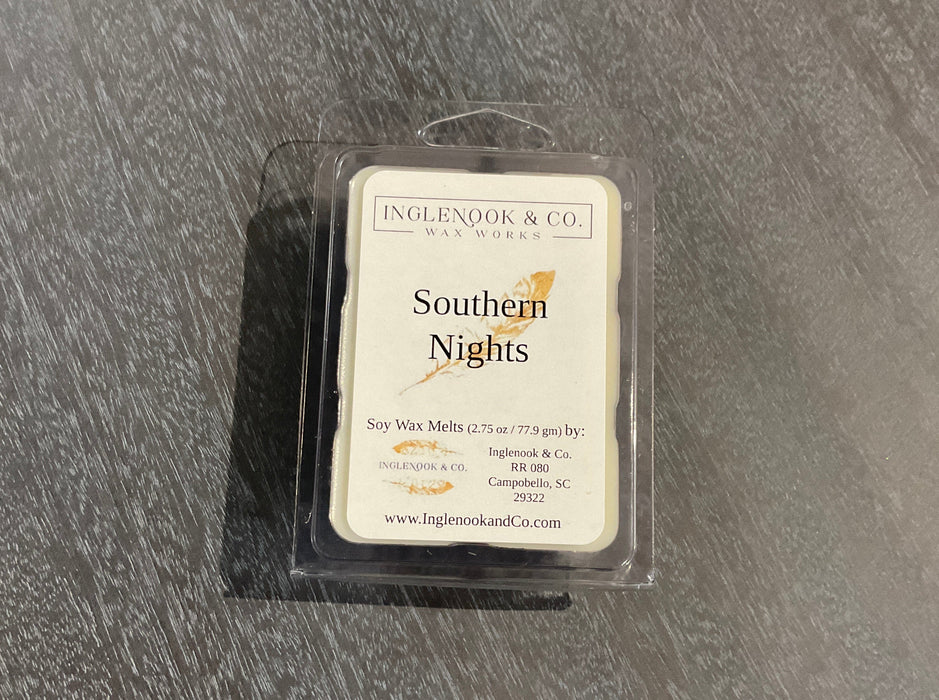 INGLENOOK & CO.
WAX WORKS
Southern
Nights
Soy Wax Melts (2.75 oz / 77.9 gm) by:
INGLENOOK & CO.
Inglenook & Co.
RR 080
Campobello, SC
29322
www.InglenookandCo.com